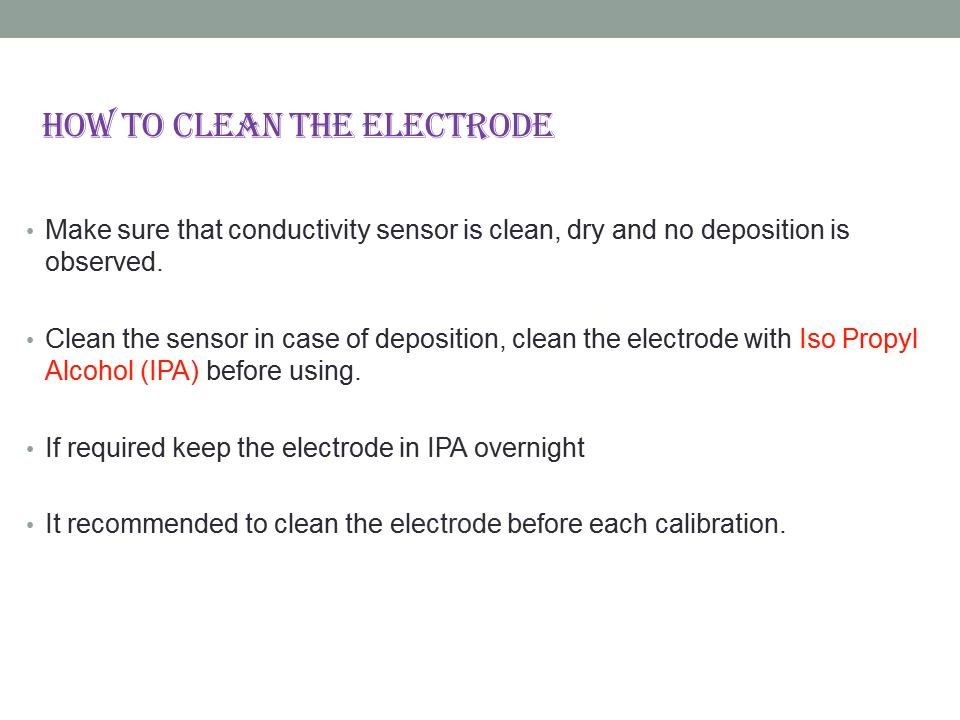 HOW TO CLEAN THE ELECTRODE
• Make sure that conductivity sensor is clean, dry and no deposition is
observed.
• Clean the sensor in case of deposition, clean the electrode with Iso Propyl
Alcohol (IPA) before using.
• If required keep the electrode in IPA overnight
• It recommended to clean the electrode before each calibration.